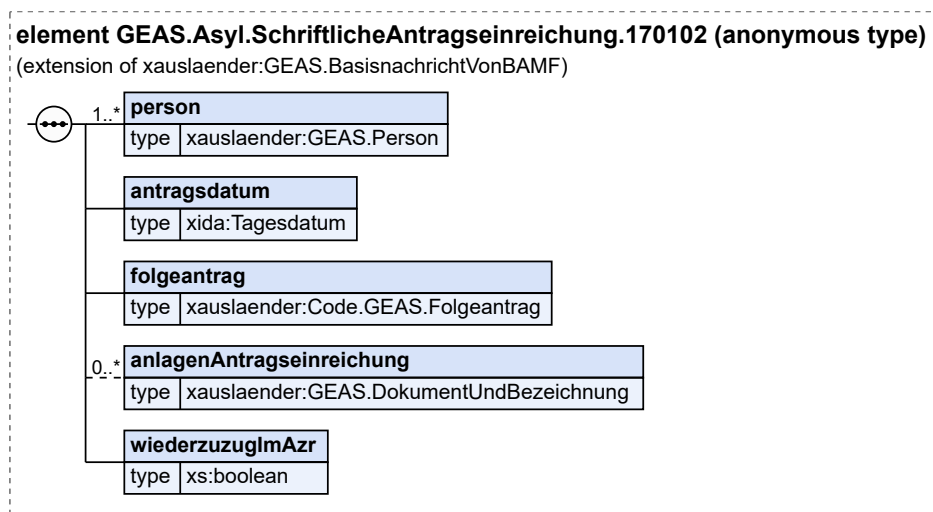 element GEAS.Asyl.SchriftlicheAntragseinreichung.170102 (anonymous type)
(extension of xauslaender:GEAS.BasisnachrichtVonBAMF)
1..* person
type xauslaender:GEAS.Person
antragsdatum
type xida:Tagesdatum
folgeantrag
type xauslaender:Code.GEAS.Folgeantrag
0..* anlagenAntragseinreichung
type xauslaender:GEAS.DokumentUndBezeichnung
wiederzuzugImAzr
type xs:boolean